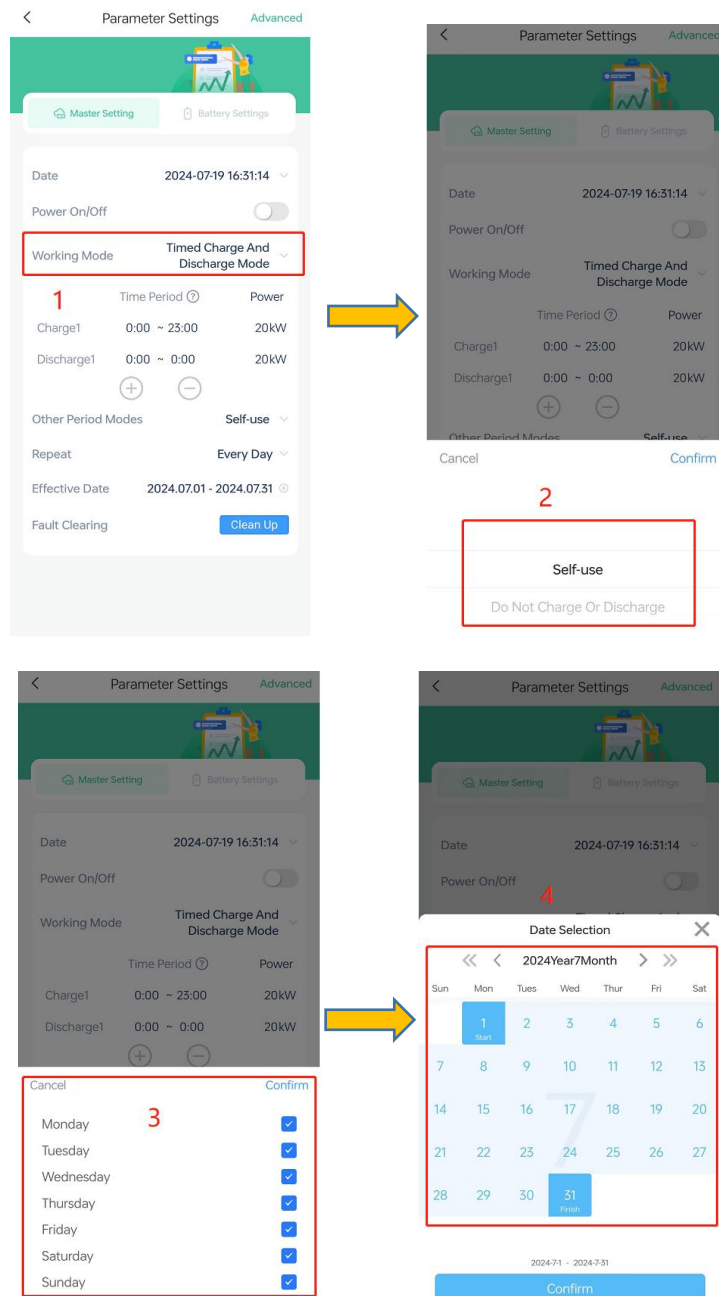 Parameter Settings Advanced
Master Setting Battery Settings
Date 2024-07-19 16:31:14
Power On/Off
Working Mode Timed Charge And
Discharge Mode
1 Time Period ? Power
Charge1 0:00 ~ 23:00 20kW
Discharge1 0:00 ~ 0:00 20kW
Other Period Modes Self-use
Repeat Every Day
Effective Date 2024.07.01 - 2024.07.31
Fault Clearing Clean Up
Parameter Settings Advanced
Master Setting Battery Settings
Date 2024-07-19 16:31:14
Power On/Off
Working Mode Timed Charge And
Discharge Mode
Time Period ? Power
Charge1 0:00 ~ 23:00 20kW
Discharge1 0:00 ~ 0:00 20kW
Other Period Modes Self-use
Cancel Confirm
2
Self-use
Do Not Charge Or Discharge
Parameter Settings Advanced
Master Setting Battery Settings
Date 2024-07-19 16:31:14
Power On/Off
Working Mode Timed Charge And
Discharge Mode
Time Period ? Power
Charge1 0:00 ~ 23:00 20kW
Discharge1 0:00 ~ 0:00 20kW
Cancel Confirm
3
Monday
Tuesday
Wednesday
Thursday
Friday
Saturday
Sunday
Parameter Settings Advanced
Master Setting Battery Settings
Date 2024-07-19 16:31:14
Power On/Off
4
Date Selection
2024Year7Month
Sun Mon Tues Wed Thur Fri Sat
1 2 3 4 5 6
Start
7 8 9 10 11 12 13
14 15 16 17 18 19 20
7
21 22 23 24 25 26 27
28 29 30 31
Finish
2024-7-1 - 2024-7-31
Confirm